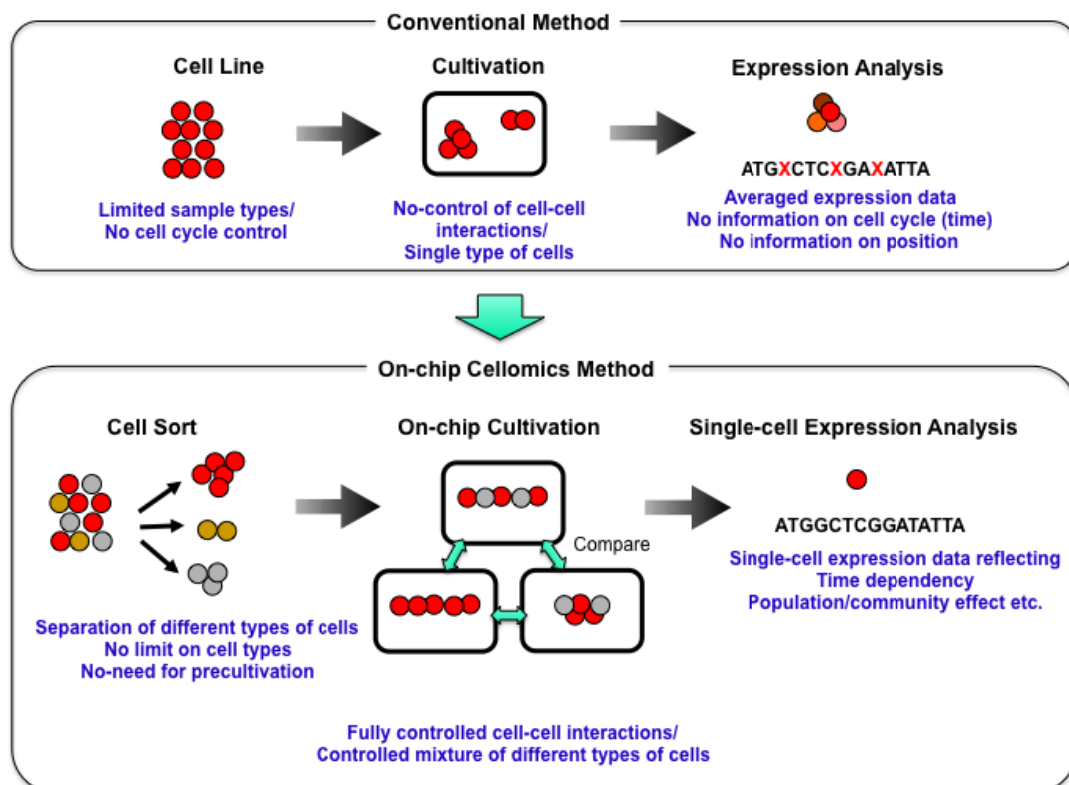 Conventional Method
Cell Line
Cultivation
Expression Analysis
ATGXCTCXGAXATTA
Limited sample types/
No cell cycle control
No-control of cell-cell
interactions/
Single type of cells
Averaged expression data
No information on cell cycle (time)
No information on position
On-chip Cellomics Method
Cell Sort
On-chip Cultivation
Single-cell Expression Analysis
Compare
ATGGCTCGGATATTA
Separation of different types of cells
No limit on cell types
No-need for precultivation
Single-cell expression data reflecting
Time dependency
Population/community effect etc.
Fully controlled cell-cell interactions/
Controlled mixture of different types of cells